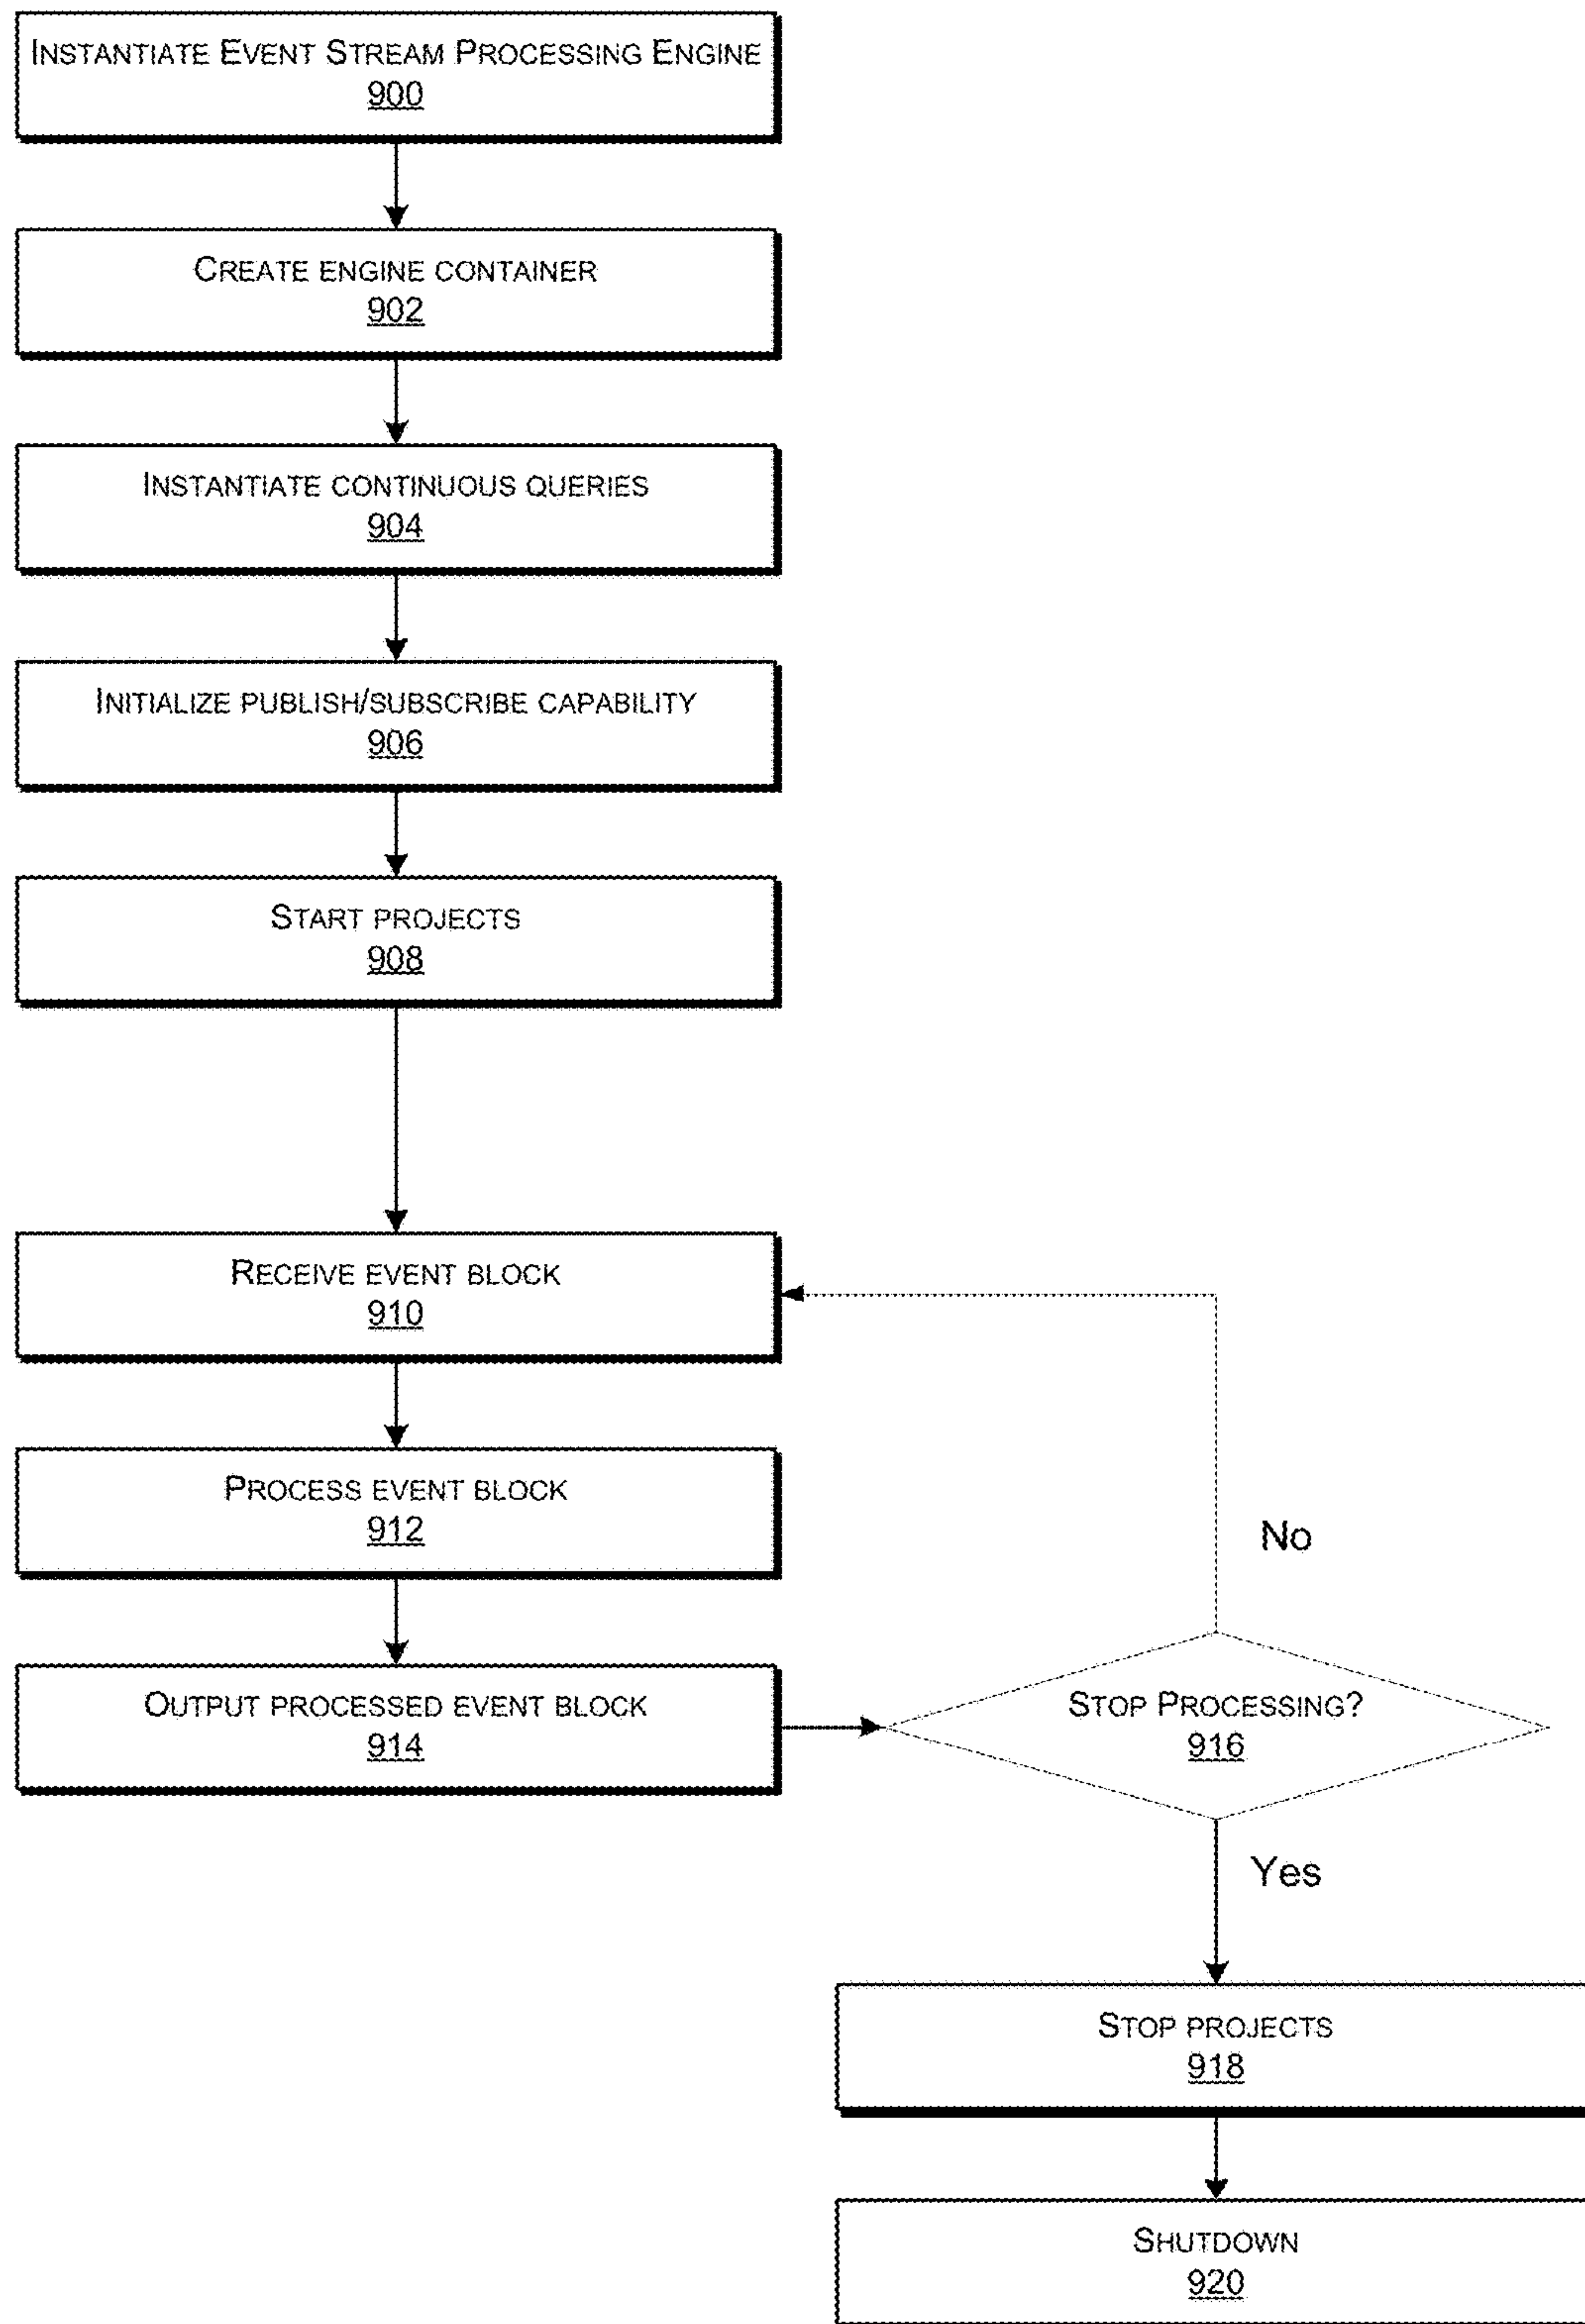 INSTANTIATE EVENT STREAM PROCESSING ENGINE
900
CREATE ENGINE CONTAINER
902
INSTANTIATE CONTINUOUS QUERIES
904
INITIALIZE PUBLISH/SUBSCRIBE CAPABILITY
906
START PROJECTS
908
RECEIVE EVENT BLOCK
910
PROCESS EVENT BLOCK
912
No
OUTPUT PROCESSED EVENT BLOCK
914
STOP PROCESSING?
916
Yes
STOP PROJECTS
918
SHUTDOWN
920